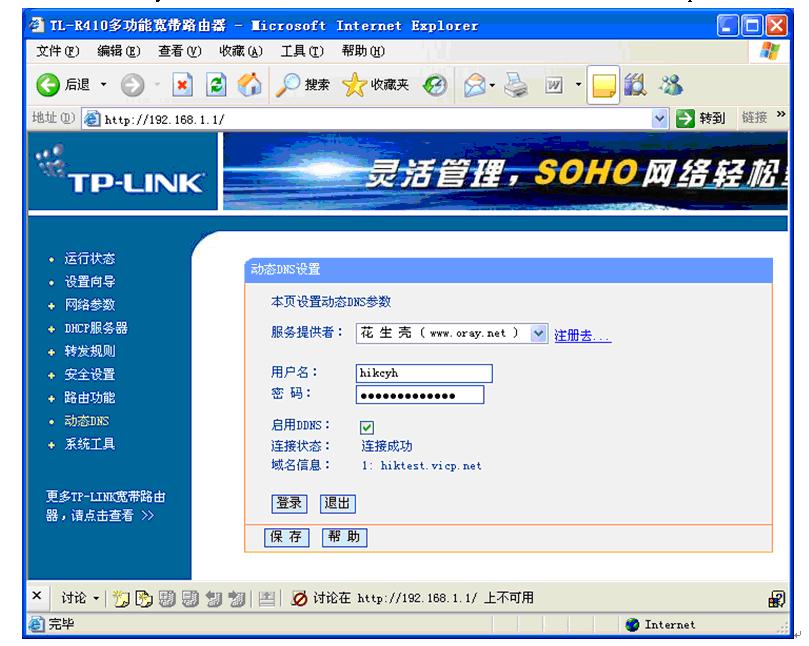 TL-R410多功能宽带路由器 - Microsoft Internet Explorer
文件(F) 编辑(E) 查看(V) 收藏(A) 工具(T) 帮助(H)
后退 搜索 收藏夹
地址(D) http://192.168.1.1/ 转到 链接 »
TP-LINK 灵活管理，SOHO网络轻松
运行状态
设置向导
网络参数
DHCP服务器
转发规则
安全设置
路由功能
动态DNS
系统工具
更多TP-LINK宽带路由
器，请点击查看 >>
动态DNS设置
本页设置动态DNS参数
服务提供者： 花 生 壳 ( www.oray.net ) 注册去...
用户名： hikcyh
密 码： ●●●●●●●●●●●●●
启用DDNS：
连接状态： 连接成功
域名信息： 1: hiktest.vicp.net
登录 退出
保 存 帮 助
讨论 讨论在 http://192.168.1.1/ 上不可用
完毕 Internet